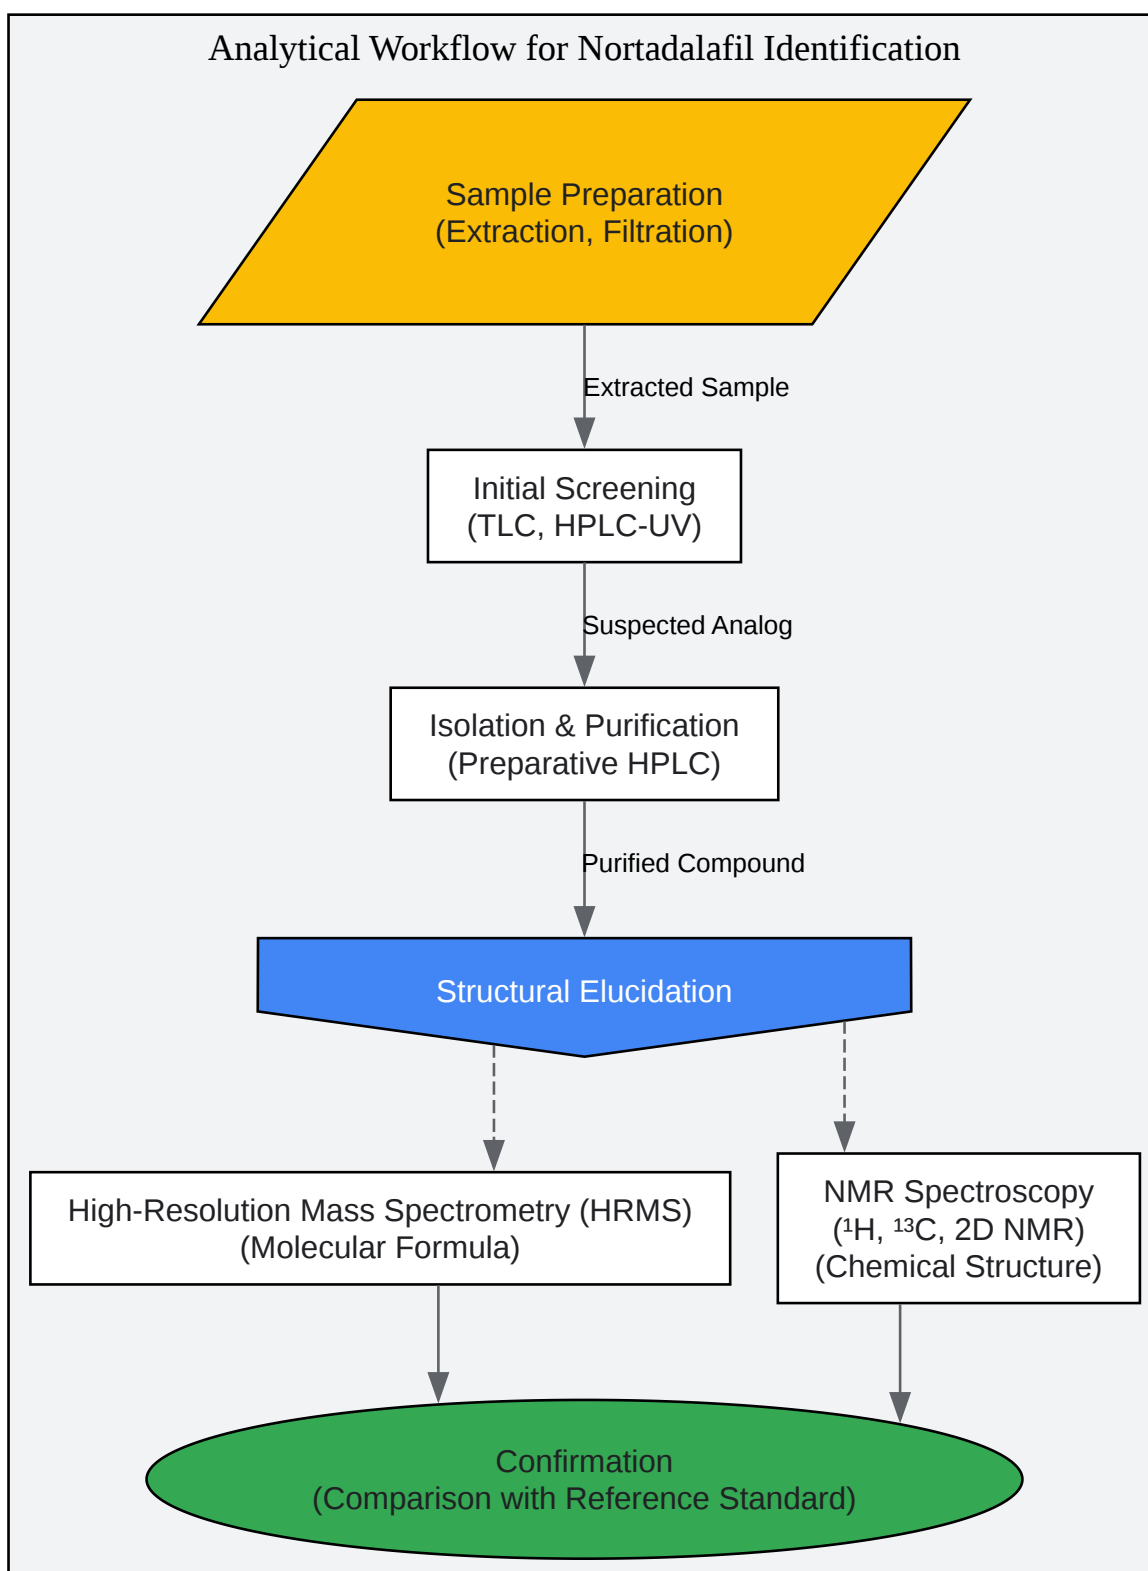 Analytical Workflow for Nortadalafil Identification
Sample Preparation
(Extraction, Filtration)
Extracted Sample
Initial Screening
(TLC, HPLC-UV)
Suspected Analog
Isolation & Purification
(Preparative HPLC)
Purified Compound
Structural Elucidation
High-Resolution Mass Spectrometry (HRMS)
(Molecular Formula)
NMR Spectroscopy
(¹H, ¹³C, 2D NMR)
(Chemical Structure)
Confirmation
(Comparison with Reference Standard)